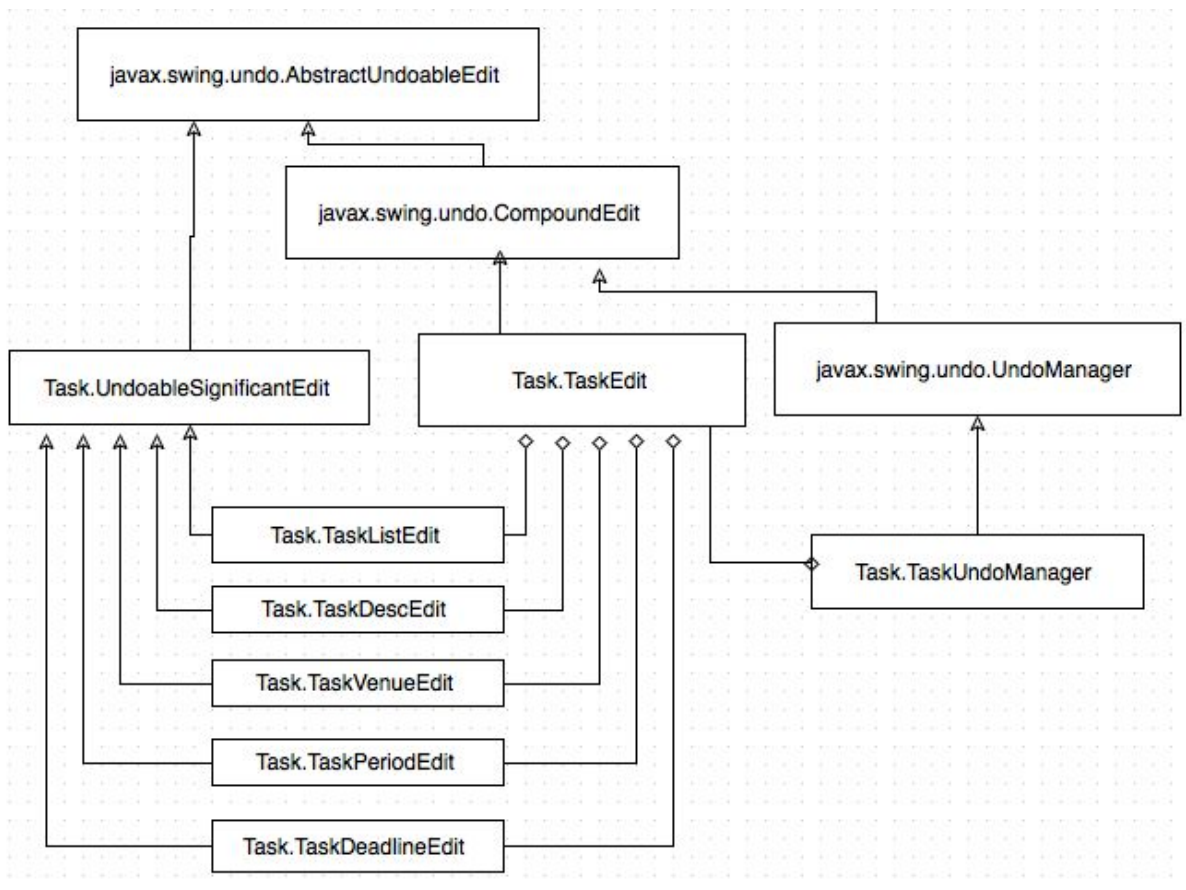 javax.swing.undo.AbstractUndoableEdit
javax.swing.undo.CompoundEdit
Task.UndoableSignificantEdit
Task.TaskEdit
javax.swing.undo.UndoManager
Task.TaskListEdit
Task.TaskUndoManager
Task.TaskDescEdit
Task.TaskVenueEdit
Task.TaskPeriodEdit
Task.TaskDeadlineEdit